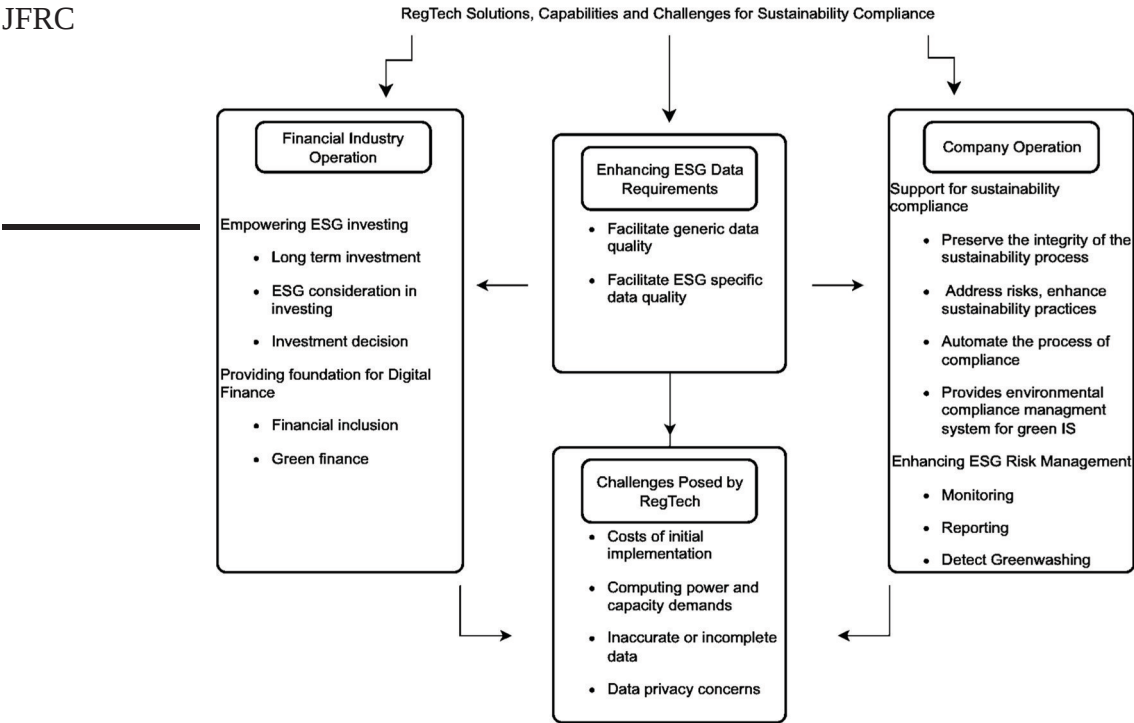 JFRC
RegTech Solutions, Capabilities and Challenges for Sustainability Compliance
Financial Industry
Operation
Empowering ESG investing
• Long term investment
• ESG consideration in
investing
• Investment decision
Providing foundation for Digital
Finance
• Financial inclusion
• Green finance
Enhancing ESG Data
Requirements
• Facilitate generic data
quality
• Facilitate ESG specific
data quality
Company Operation
Support for sustainability
compliance
• Preserve the integrity of the
sustainability process
• Address risks, enhance
sustainability practices
• Automate the process of
compliance
• Provides environmental
compliance managment
system for green IS
Enhancing ESG Risk Management
• Monitoring
• Reporting
• Detect Greenwashing
Challenges Posed by
RegTech
• Costs of initial
implementation
• Computing power and
capacity demands
• Inaccurate or incomplete
data
• Data privacy concerns